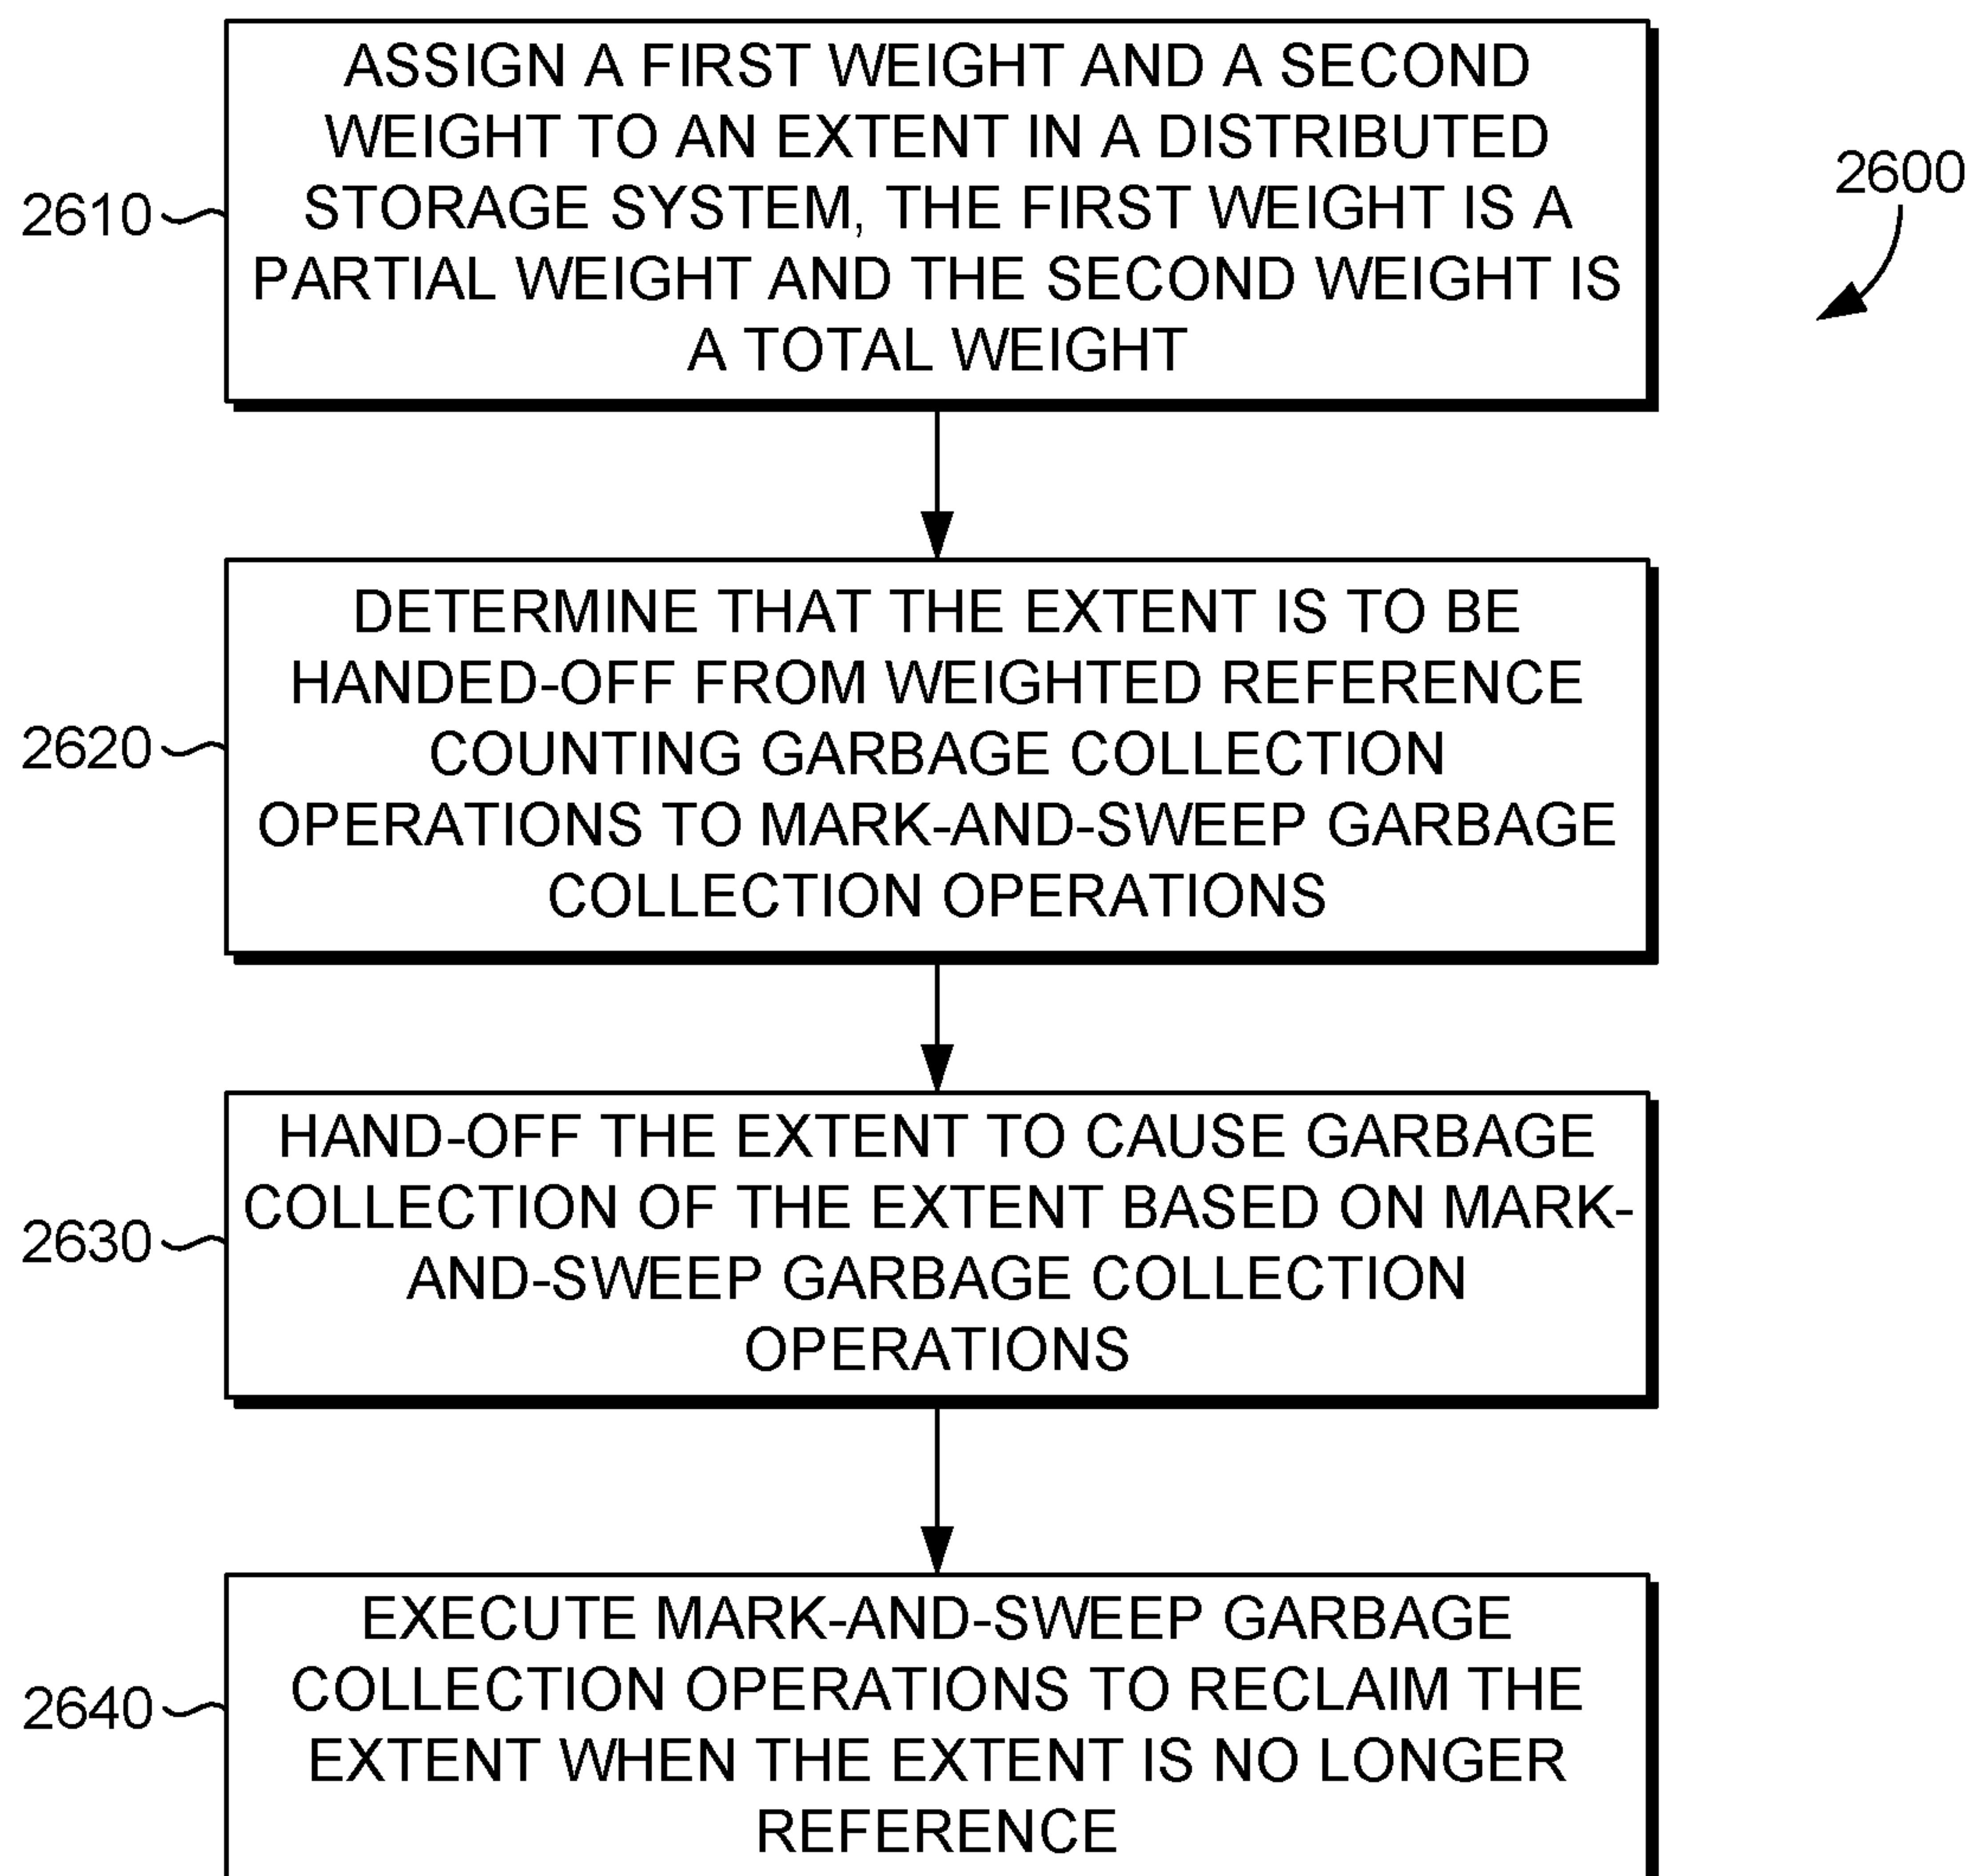 ASSIGN A FIRST WEIGHT AND A SECOND
WEIGHT TO AN EXTENT IN A DISTRIBUTED
STORAGE SYSTEM, THE FIRST WEIGHT IS A
PARTIAL WEIGHT AND THE SECOND WEIGHT IS
A TOTAL WEIGHT
2610
2600
DETERMINE THAT THE EXTENT IS TO BE
HANDED-OFF FROM WEIGHTED REFERENCE
COUNTING GARBAGE COLLECTION
OPERATIONS TO MARK-AND-SWEEP GARBAGE
COLLECTION OPERATIONS
2620
HAND-OFF THE EXTENT TO CAUSE GARBAGE
COLLECTION OF THE EXTENT BASED ON MARK-
AND-SWEEP GARBAGE COLLECTION
OPERATIONS
2630
EXECUTE MARK-AND-SWEEP GARBAGE
COLLECTION OPERATIONS TO RECLAIM THE
EXTENT WHEN THE EXTENT IS NO LONGER
REFERENCE
2640